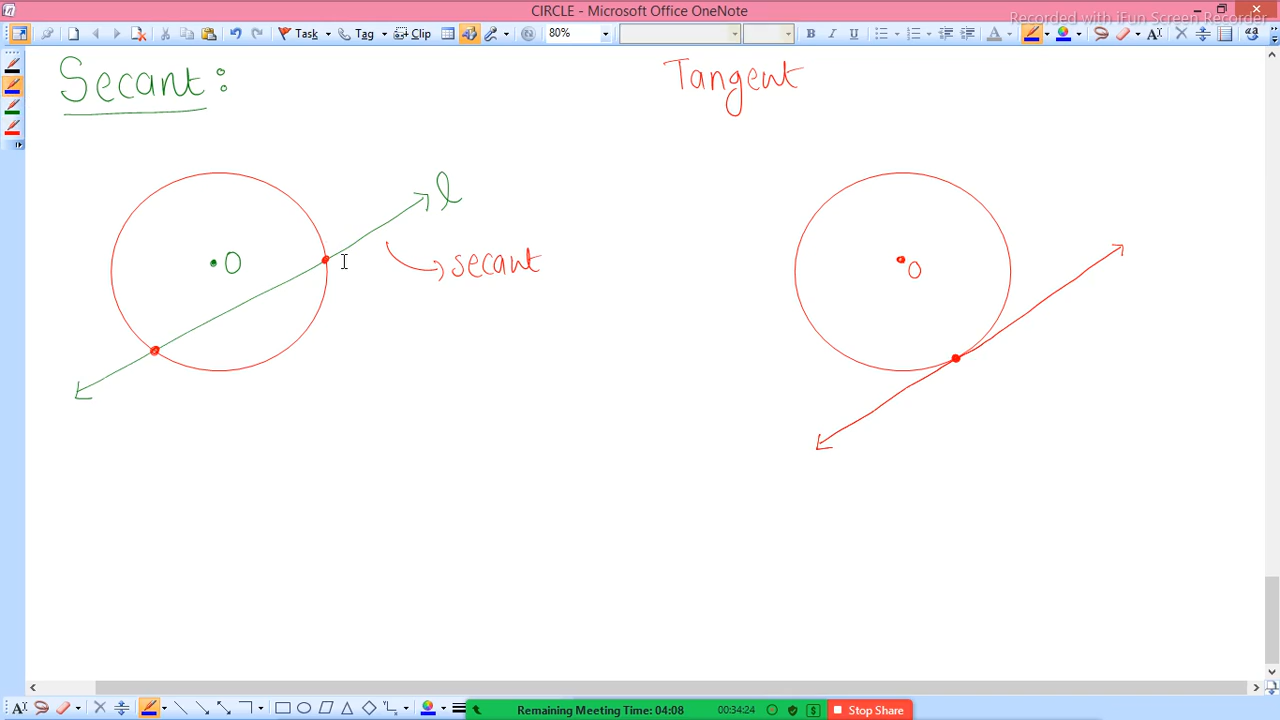 CIRCLE - Microsoft Office OneNote
Recorded with iFun Screen Recorder
Task
Tag
Clip
80%
B I U
Secant:
Tangent
l
O
secant
O
Remaining Meeting Time: 04:08
00:34:24
Stop Share